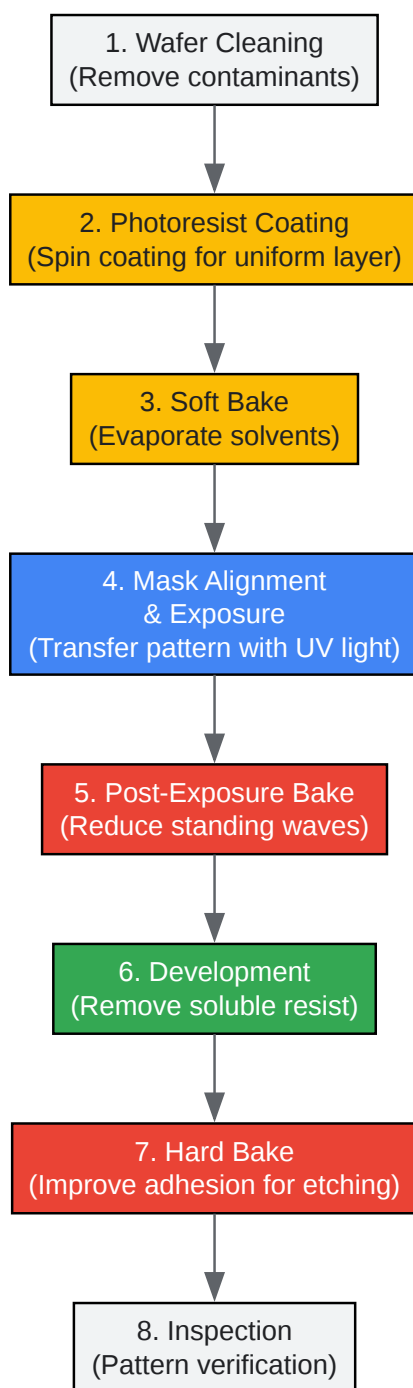 1. Wafer Cleaning
(Remove contaminants)
2. Photoresist Coating
(Spin coating for uniform layer)
3. Soft Bake
(Evaporate solvents)
4. Mask Alignment
& Exposure
(Transfer pattern with UV light)
5. Post-Exposure Bake
(Reduce standing waves)
6. Development
(Remove soluble resist)
7. Hard Bake
(Improve adhesion for etching)
8. Inspection
(Pattern verification)